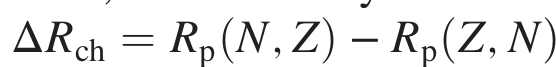 ΔR_ch = R_p(N, Z) − R_p(Z, N)